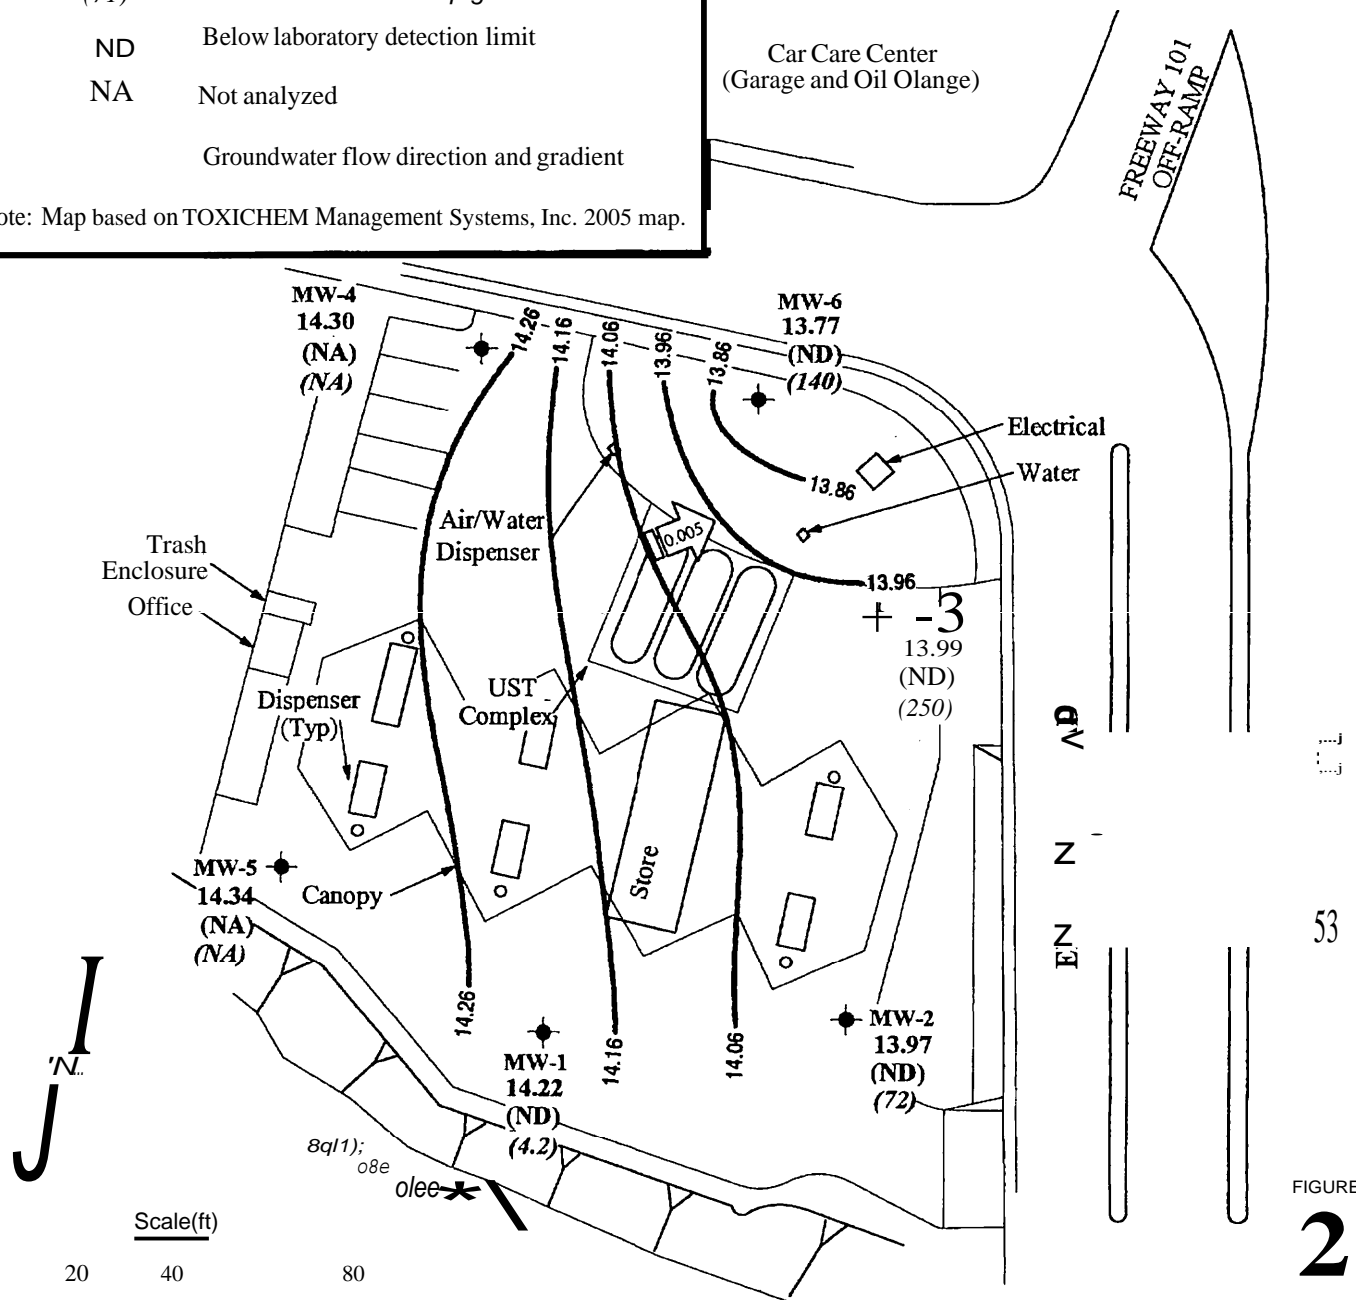 ND Below laboratory detection limit
NA Not analyzed
Groundwater flow direction and gradient
ote: Map based on TOXICHEM Management Systems, Inc. 2005 map.
Car Care Center
(Garage and Oil Olange)
FREEWAY 101
OFF-RAMP
MW-4
14.30
(NA)
(NA)
14.26
14.16
14.06
13.96
13.86
MW-6
13.77
(ND)
(140)
Electrical
Water
13.86
Air/Water
Dispenser
0.005
Trash
Enclosure
Office
13.96
+ -3
13.99
(ND)
(250)
UST
Complex
Dispenser
(Typ)
Store
MW-5
14.34
(NA)
(NA)
Canopy
14.26
14.16
14.06
MW-1
14.22
(ND)
(4.2)
MW-2
13.97
(ND)
(72)
Z
Z
E
53
I
'N..
J
8ql1);
o8e
olee
Scale(ft)
20 40 80
FIGURE
2